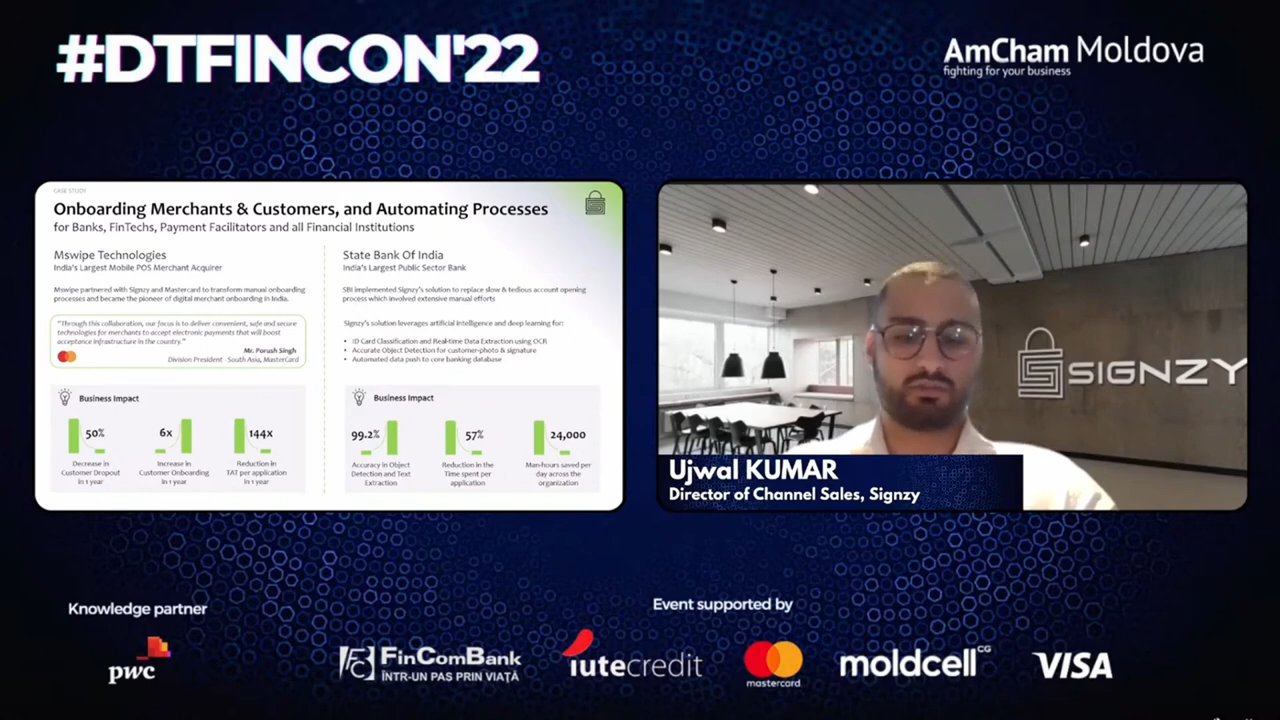 #DTFINCON'22
AmCham Moldova
fighting for your business
CASE STUDY
Onboarding Merchants & Customers, and Automating Processes
for Banks, FinTechs, Payment Facilitators and all Financial Institutions
Mswipe Technologies
India's Largest Mobile POS Merchant Acquirer
Mswipe partnered with Signzy and Mastercard to transform manual onboarding
processes and became the pioneer of digital merchant onboarding in India.
"Through this collaboration, our focus is to deliver convenient, safe and secure
technologies for merchants to accept electronic payments that will boost
acceptance infrastructure in the country."
Mr. Porush Singh
Division President - South Asia, MasterCard
Business Impact
50%
6x
144x
Decrease in
Customer Dropout
in 1 year
Increase in
Customer Onboarding
in 1 year
Reduction in
TAT per application
in 1 year
State Bank Of India
India's Largest Public Sector Bank
SBI implemented Signzy's solution to replace slow & tedious account opening
process which involved extensive manual efforts
Signzy's solution leverages artificial intelligence and deep learning for:
• ID Card Classification and Real-time Data Extraction using OCR
• Accurate Object Detection for customer-photo & signature
• Automated data push to core banking database
Business Impact
99.2%
57%
24,000
Accuracy in Object
Detection and Text
Extraction
Reduction in the
Time spent per
application
Man-hours saved per
day across the
organization
SIGNZY
Ujwal KUMAR
Director of Channel Sales, Signzy
Knowledge partner
pwc
Event supported by
FC FinComBank
ÎNTR-UN PAS PRIN VIAȚĂ
iutecredit
mastercard
moldcell CG
VISA